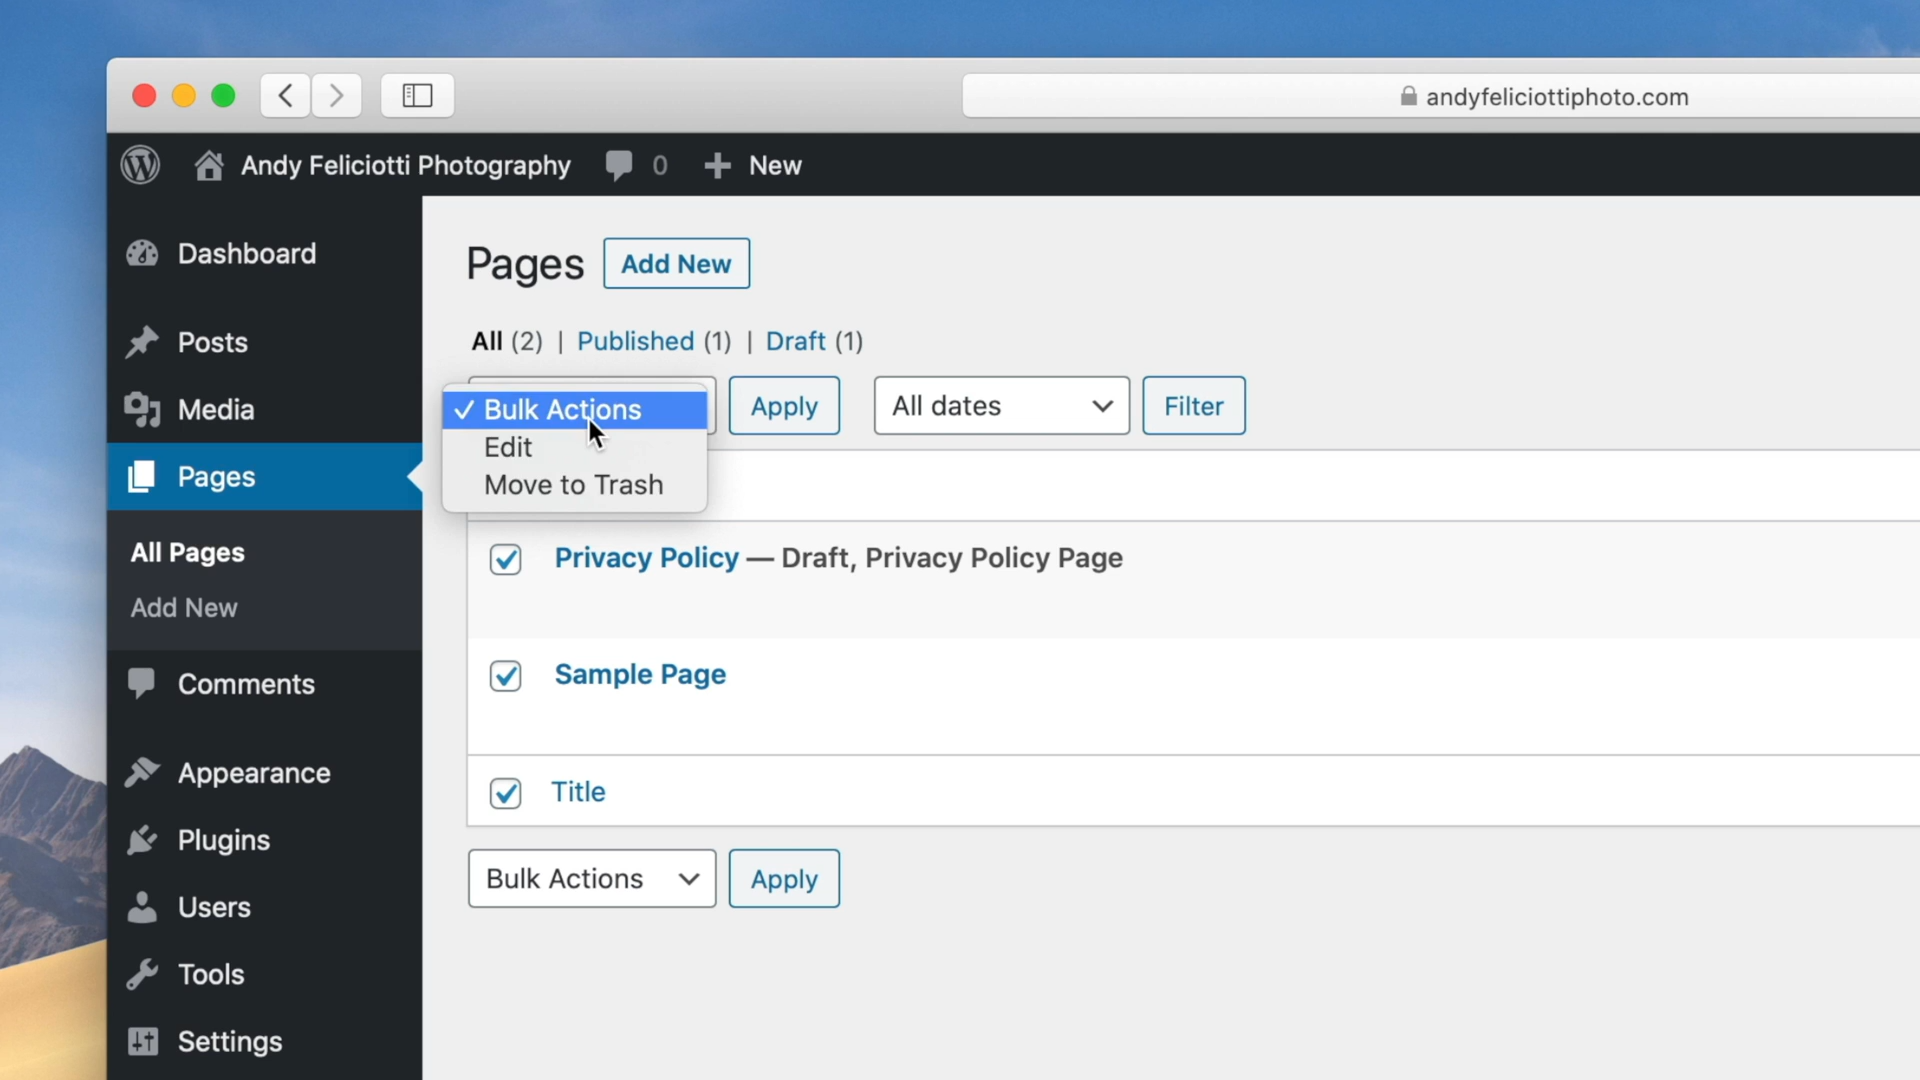 andyfeliciottiphoto.com
Andy Feliciotti Photography 0 New
Dashboard
Posts
Media
Pages
All Pages
Add New
Comments
Appearance
Plugins
Users
Tools
Settings
Pages Add New
All (2) | Published (1) | Draft (1)
Bulk Actions Apply All dates Filter
Edit
Move to Trash
Privacy Policy — Draft, Privacy Policy Page
Sample Page
Title
Bulk Actions Apply